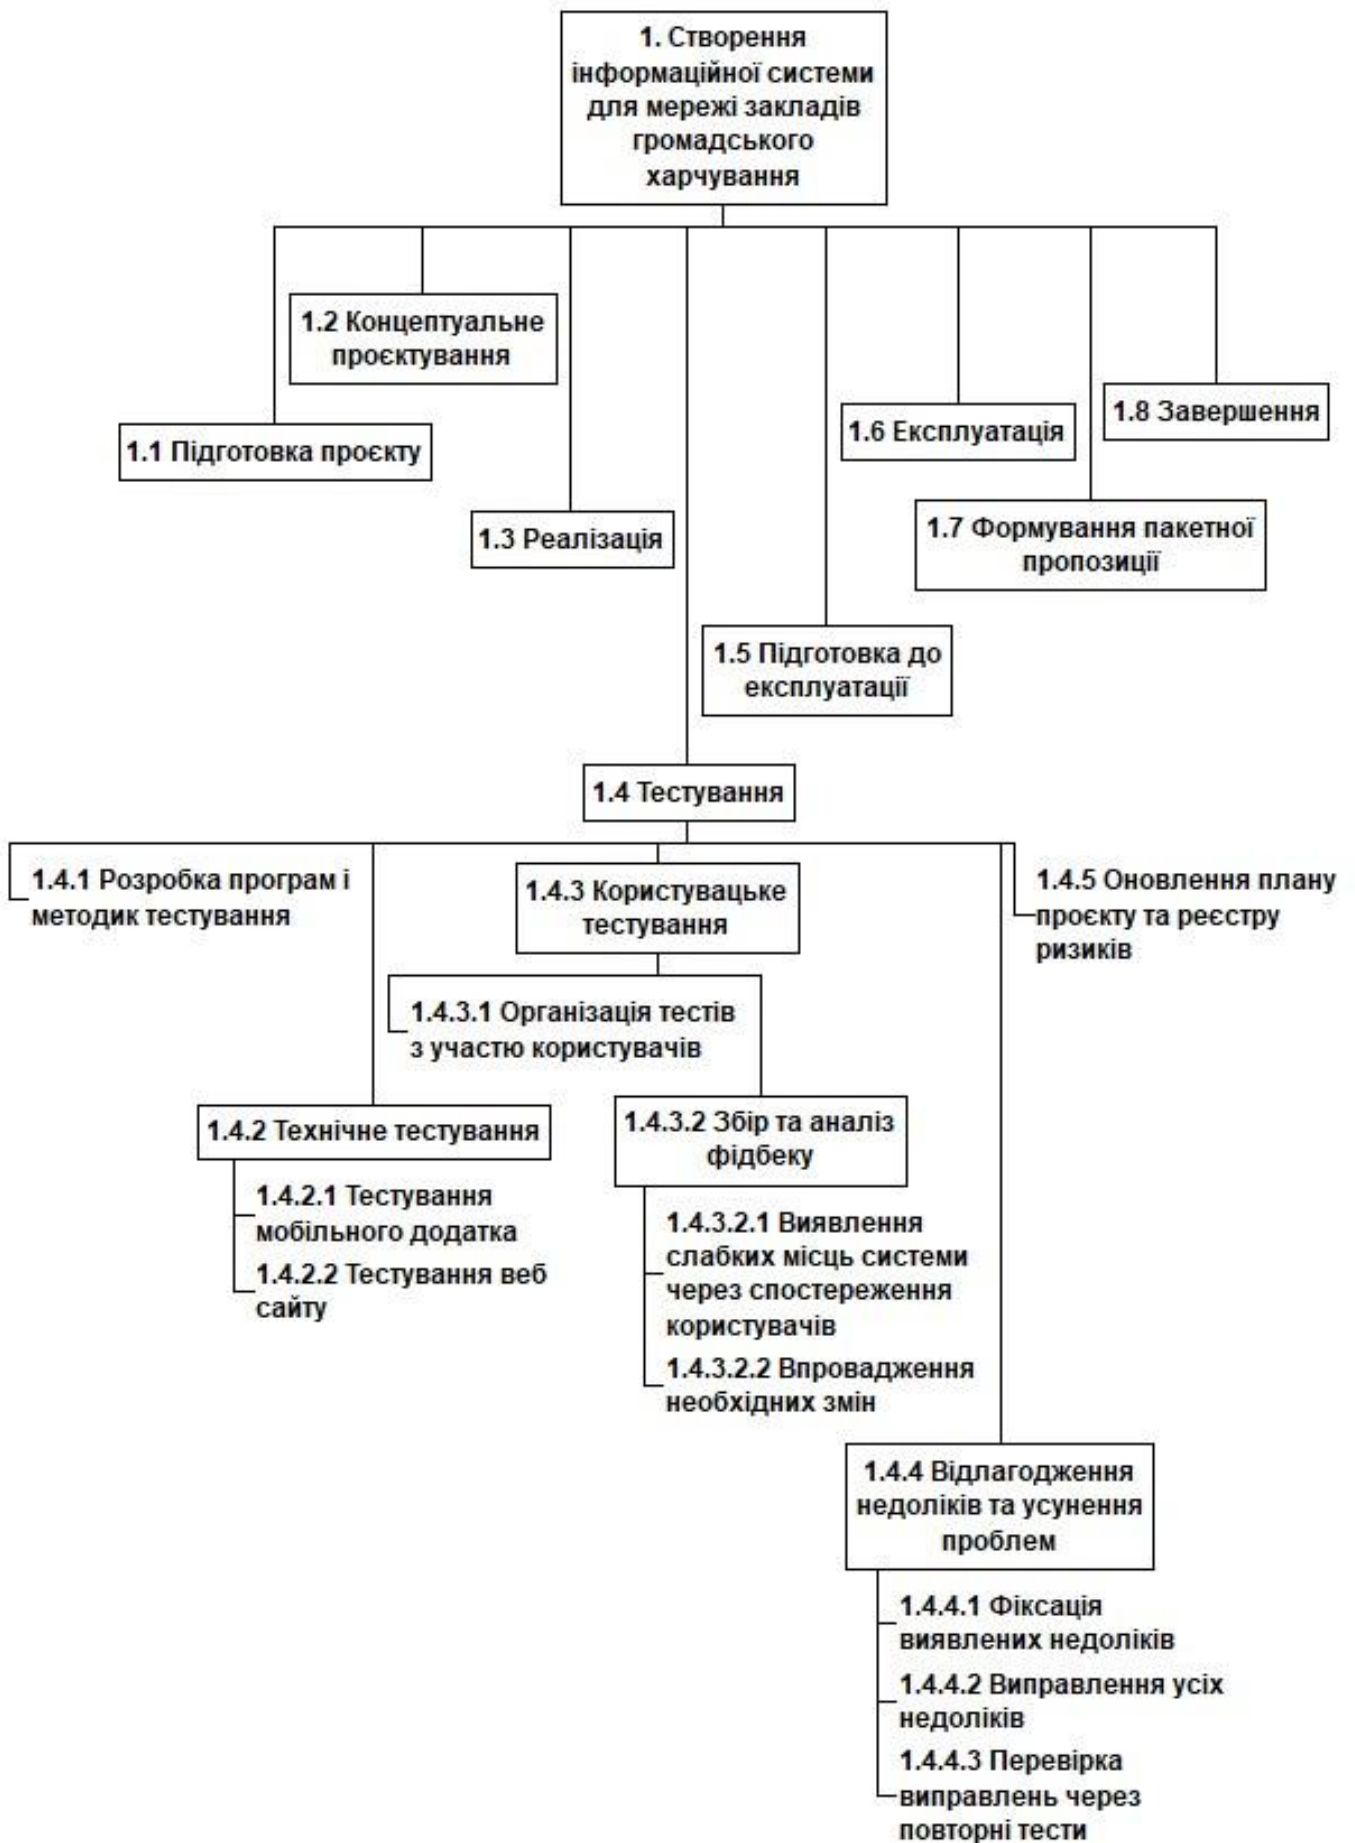 1. Створення
інформаційної системи
для мережі закладів
громадського
харчування
1.2 Концептуальне
проєктування
1.8 Завершення
1.6 Експлуатація
1.1 Підготовка проєкту
1.3 Реалізація
1.7 Формування пакетної
пропозиції
1.5 Підготовка до
експлуатації
1.4 Тестування
1.4.1 Розробка програм і
методик тестування
1.4.3 Користувацьке
тестування
1.4.5 Оновлення плану
проєкту та реєстру
ризиків
1.4.3.1 Організація тестів
з участю користувачів
1.4.2 Технічне тестування
1.4.2.1 Тестування
мобільного додатка
1.4.2.2 Тестування веб
сайту
1.4.3.2 Збір та аналіз
фідбеку
1.4.3.2.1 Виявлення
слабких місць системи
через спостереження
користувачів
1.4.3.2.2 Впровадження
необхідних змін
1.4.4 Відлагодження
недоліків та усунення
проблем
1.4.4.1 Фіксація
виявлених недоліків
1.4.4.2 Виправлення усіх
недоліків
1.4.4.3 Перевірка
виправлень через
повторні тести